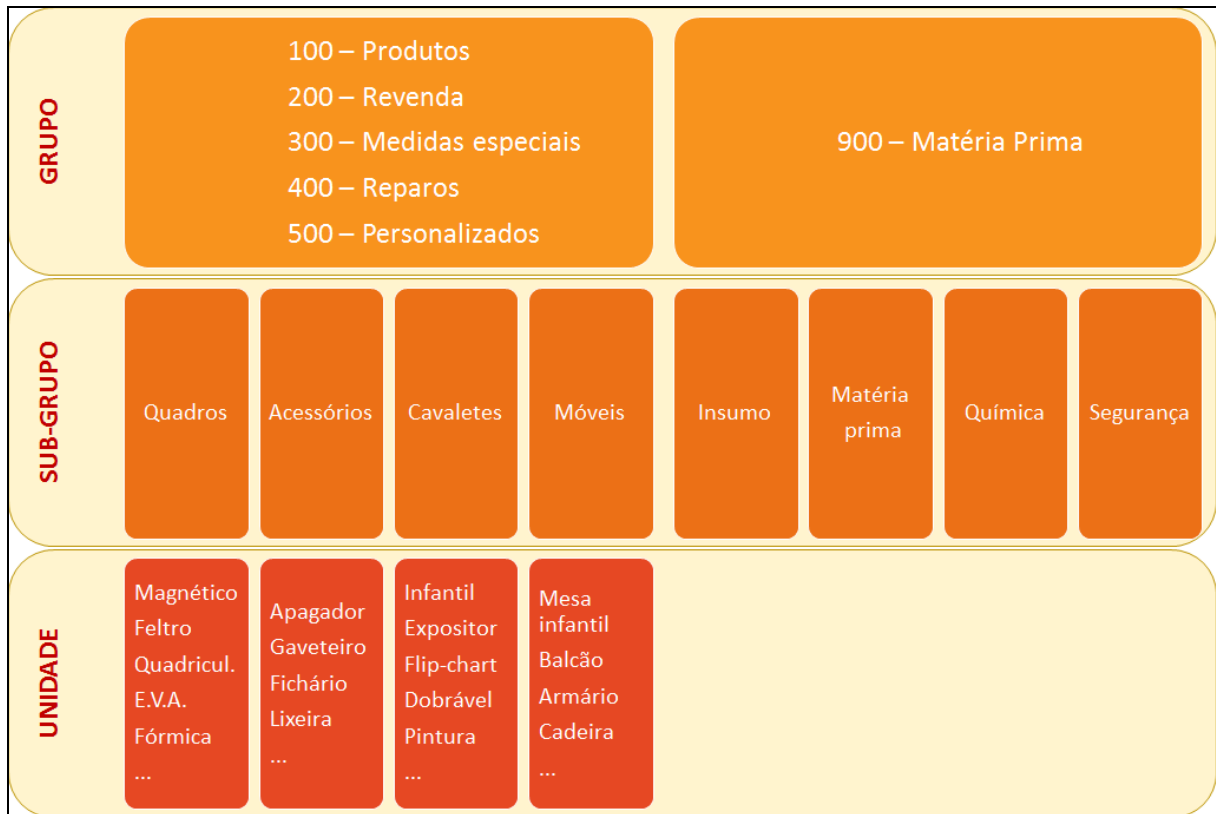 GRUPO
100 – Produtos
200 – Revenda
300 – Medidas especiais
400 – Reparos
500 – Personalizados
900 – Matéria Prima
SUB-GRUPO
Quadros
Acessórios
Cavaletes
Móveis
Insumo
Matéria
prima
Química
Segurança
UNIDADE
Magnético
Feltro
Quadricul.
E.V.A.
Fórmica
...
Apagador
Gaveteiro
Fichário
Lixeira
...
Infantil
Expositor
Flip-chart
Dobrável
Pintura
...
Mesa
infantil
Balcão
Armário
Cadeira
...